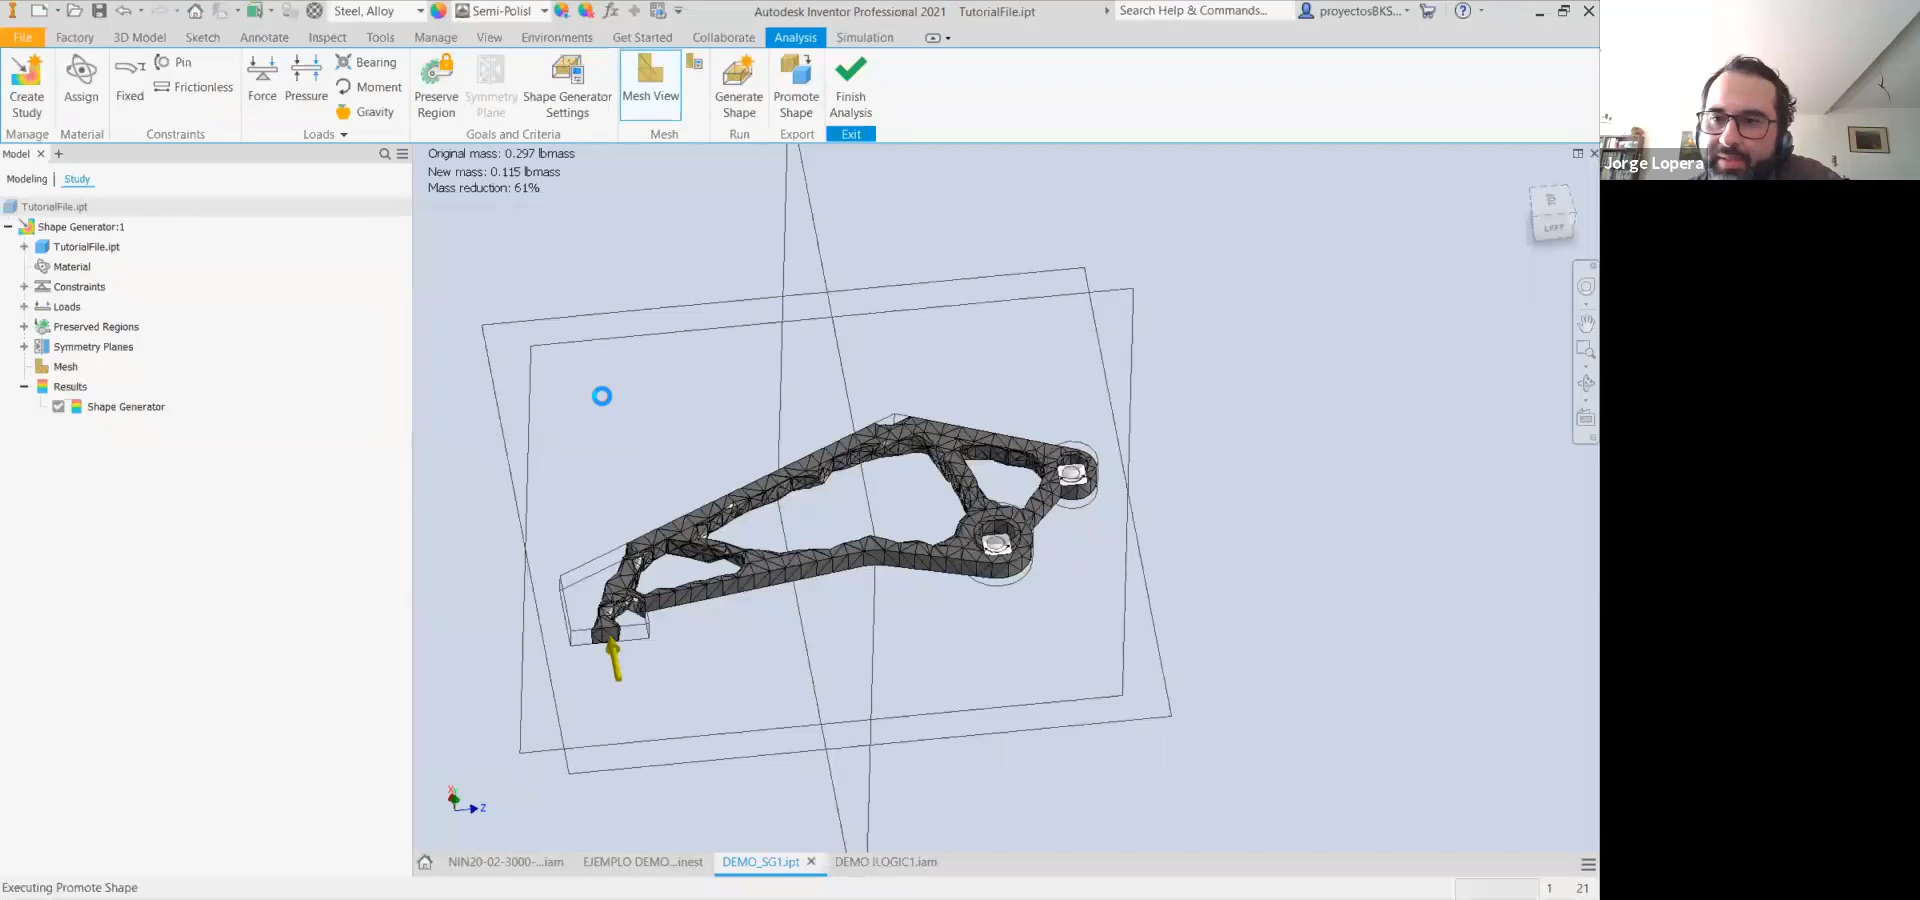 Steel, Alloy
Semi-Polisl
Autodesk Inventor Professional 2021 TutorialFile.ipt
Search Help & Commands...
proyectosBKS...
File Factory 3D Model Sketch Annotate Inspect Tools Manage View Environments Get Started Collaborate Analysis Simulation
Create Study
Assign
Fixed
Pin
Frictionless
Force
Pressure
Bearing
Moment
Gravity
Preserve Region
Symmetry Plane
Shape Generator Settings
Mesh View
Generate Shape
Promote Shape
Finish Analysis
Manage Material Constraints Loads Goals and Criteria Mesh Run Export Exit
Model
Modeling Study
TutorialFile.ipt
Shape Generator:1
TutorialFile.ipt
Material
Constraints
Loads
Preserved Regions
Symmetry Planes
Mesh
Results
Shape Generator
Original mass: 0.297 lbmass
New mass: 0.115 lbmass
Mass reduction: 61%
TOP
LEFT
Jorge Lopera
X
Z
NIN20-02-3000-...iam EJEMPLO DEMO...inest DEMO_SG1.ipt DEMO ILOGIC1.iam
Executing Promote Shape
1 21